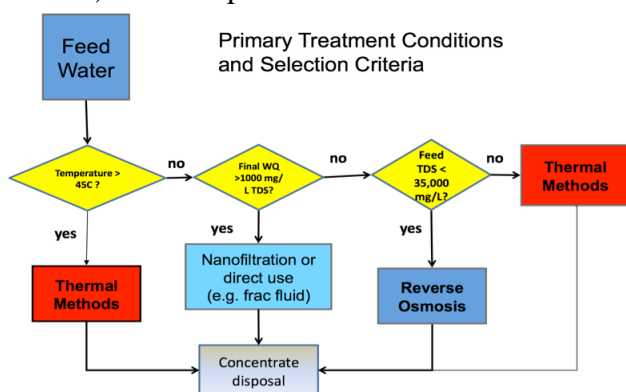 Feed
Water
Primary Treatment Conditions
and Selection Criteria
Temperature >
45C ?
no
Final WQ
>1000 mg/
L TDS?
no
Feed
TDS <
35,000
mg/L?
no
Thermal
Methods
yes
yes
yes
Thermal
Methods
Nanofiltration or
direct use
(e.g. frac fluid)
Reverse
Osmosis
Concentrate
disposal